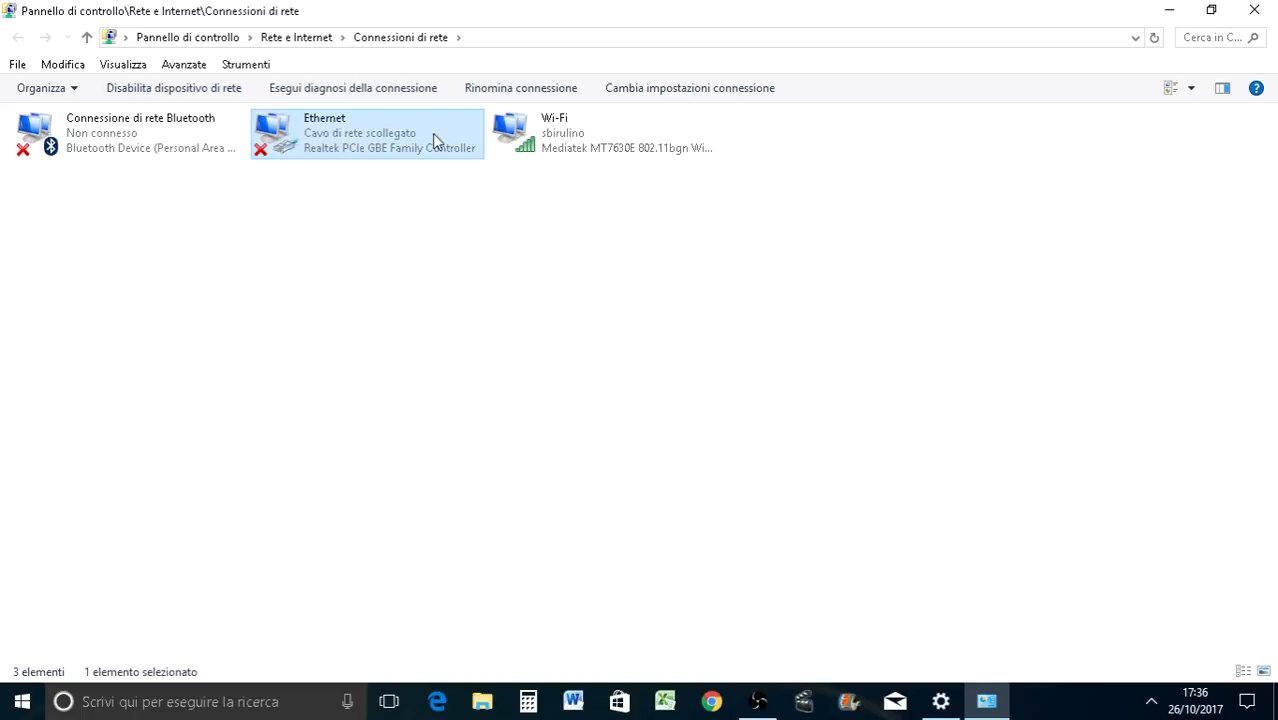 Pannello di controllo\Rete e Internet\Connessioni di rete
Pannello di controllo > Rete e Internet > Connessioni di rete >
Cerca in C...
File Modifica Visualizza Avanzate Strumenti
Organizza Disabilita dispositivo di rete Esegui diagnosi della connessione Rinomina connessione Cambia impostazioni connessione
Connessione di rete Bluetooth
Non connesso
Bluetooth Device (Personal Area ...
Ethernet
Cavo di rete scollegato
Realtek PCIe GBE Family Controller
Wi-Fi
sbirulino
Mediatek MT7630E 802.11bgn Wi...
3 elementi 1 elemento selezionato
Scrivi qui per eseguire la ricerca
17:36
26/10/2017